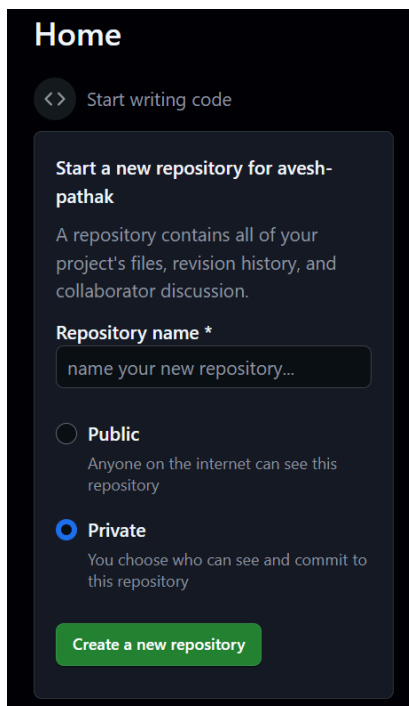 Home
Start writing code
Start a new repository for avesh-
pathak
A repository contains all of your
project's files, revision history, and
collaborator discussion.
Repository name *
name your new repository...
Public
Anyone on the internet can see this
repository
Private
You choose who can see and commit to
this repository
Create a new repository